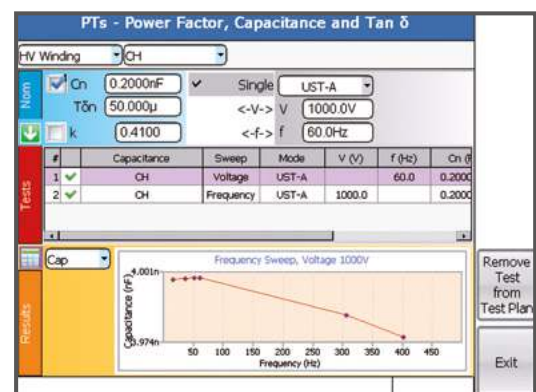 PTs - Power Factor, Capacitance and Tan δ
HV Winding CH
Nom
Cn 0.2000nF Single UST-A
Tδn 50.000µ <-V-> V 1000.0V
k 0.4100 <-f-> f 60.0Hz
Tests
# Capacitance Sweep Mode V (V) f (Hz) Cn (F
1 CH Voltage UST-A 60.0 0.2000
2 CH Frequency UST-A 1000.0 0.2000
Results
Cap
Frequency Sweep, Voltage 1000V
4.001n
Capacitance (nF)
3.974n
50 100 150 200 250 300 350 400 450
Frequency (Hz)
Remove
Test
from
Test Plan
Exit